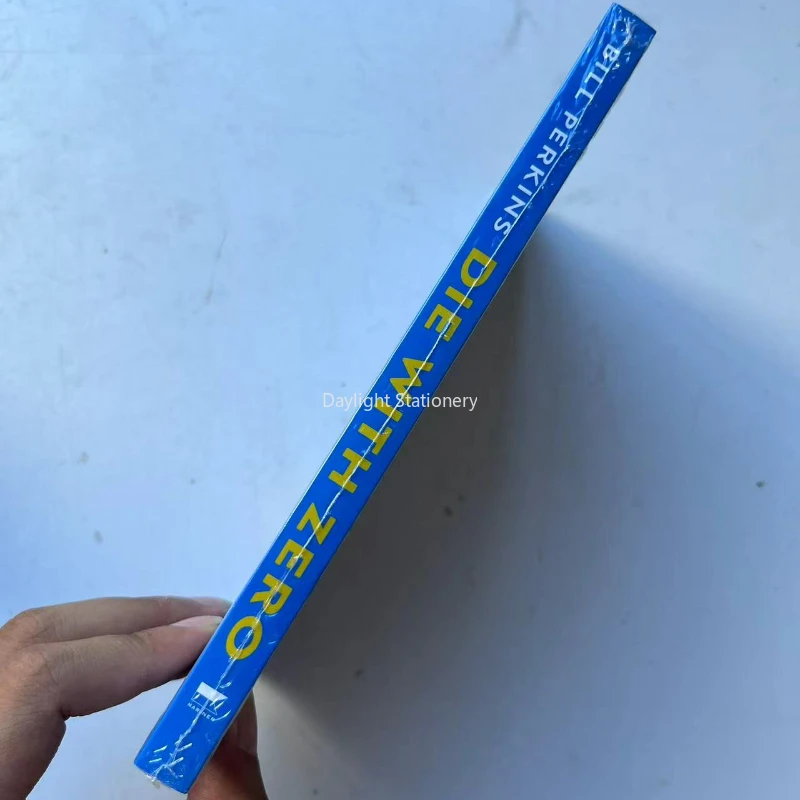 BILL PERKINS
DIE WITH ZERO
Daylight Stationery